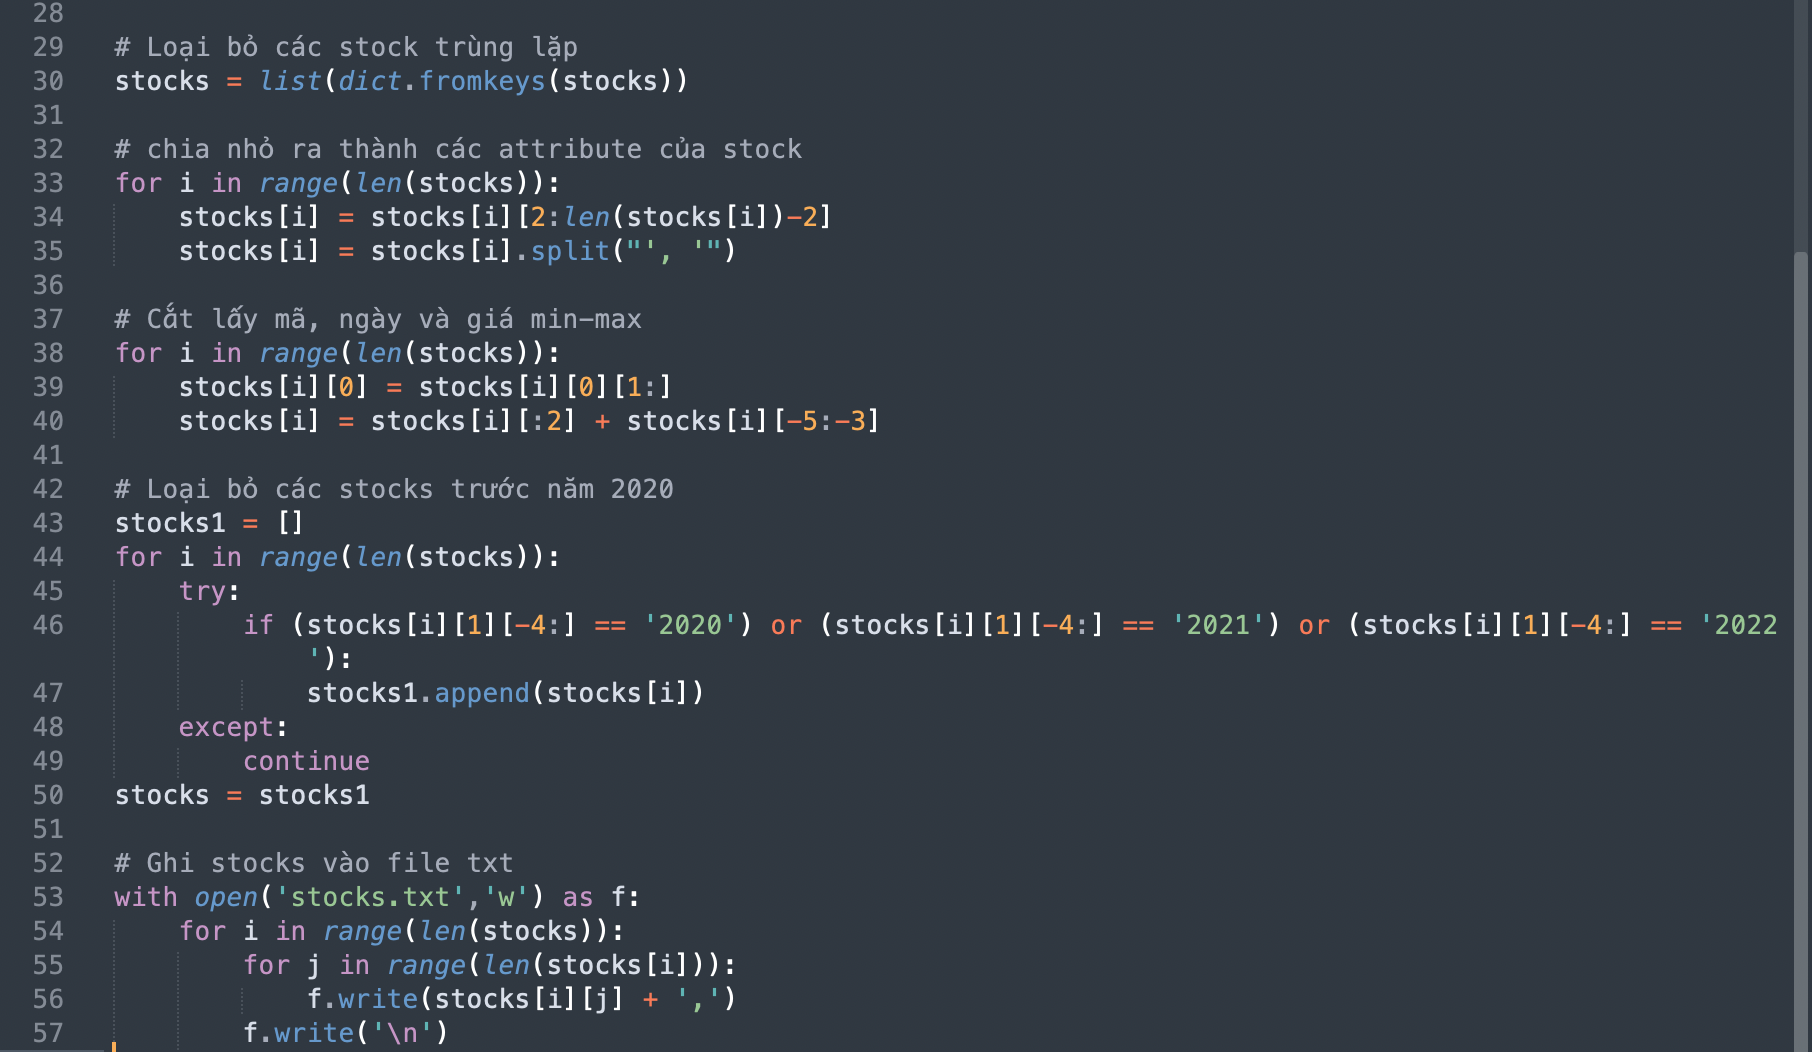 28
29 # Loại bỏ các stock trùng lặp
30 stocks = list(dict.fromkeys(stocks))
31
32 # chia nhỏ ra thành các attribute của stock
33 for i in range(len(stocks)):
34     stocks[i] = stocks[i][2:len(stocks[i])-2]
35     stocks[i] = stocks[i].split("', '")
36
37 # Cắt lấy mã, ngày và giá min-max
38 for i in range(len(stocks)):
39     stocks[i][0] = stocks[i][0][1:]
40     stocks[i] = stocks[i][:2] + stocks[i][-5:-3]
41
42 # Loại bỏ các stocks trước năm 2020
43 stocks1 = []
44 for i in range(len(stocks)):
45     try:
46         if (stocks[i][1][-4:] == '2020') or (stocks[i][1][-4:] == '2021') or (stocks[i][1][-4:] == '2022
'):
47             stocks1.append(stocks[i])
48     except:
49         continue
50 stocks = stocks1
51
52 # Ghi stocks vào file txt
53 with open('stocks.txt','w') as f:
54     for i in range(len(stocks)):
55         for j in range(len(stocks[i])):
56             f.write(stocks[i][j] + ',')
57         f.write('\n')